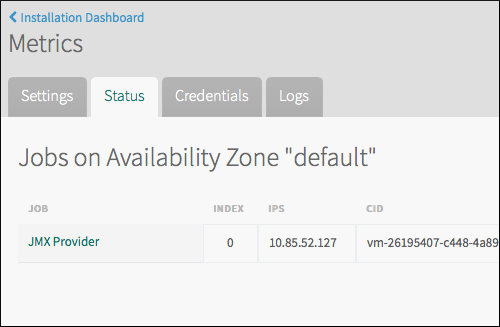 Installation Dashboard
Metrics
Settings Status Credentials Logs
Jobs on Availability Zone "default"
JOB INDEX IPS CID
JMX Provider 0 10.85.52.127 vm-26195407-c448-4a89